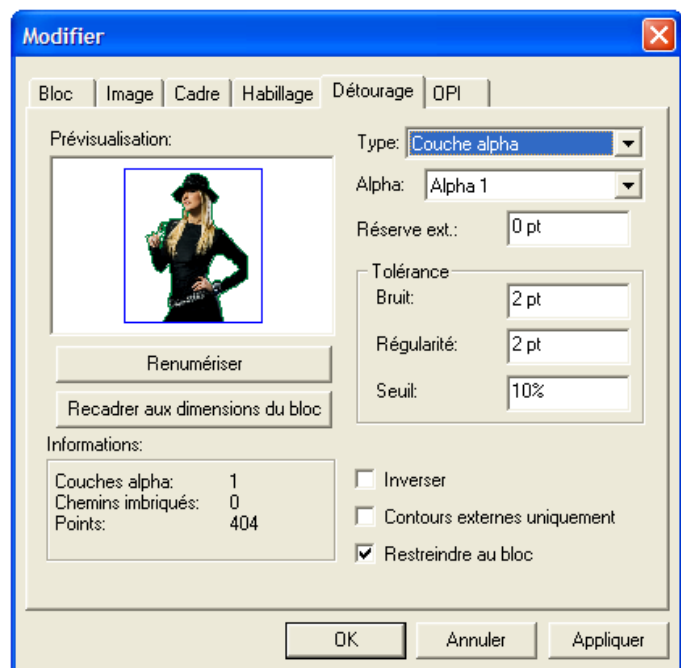 Modifier
Bloc Image Cadre Habillage Détourage OPI
Prévisualisation:
Type: Couche alpha
Alpha: Alpha 1
Réserve ext.: 0 pt
Tolérance
Bruit: 2 pt
Régularité: 2 pt
Seuil: 10%
Renumériser
Recadrer aux dimensions du bloc
Informations:
Couches alpha: 1
Chemins imbriqués: 0
Points: 404
Inverser
Contours externes uniquement
Restreindre au bloc
OK Annuler Appliquer